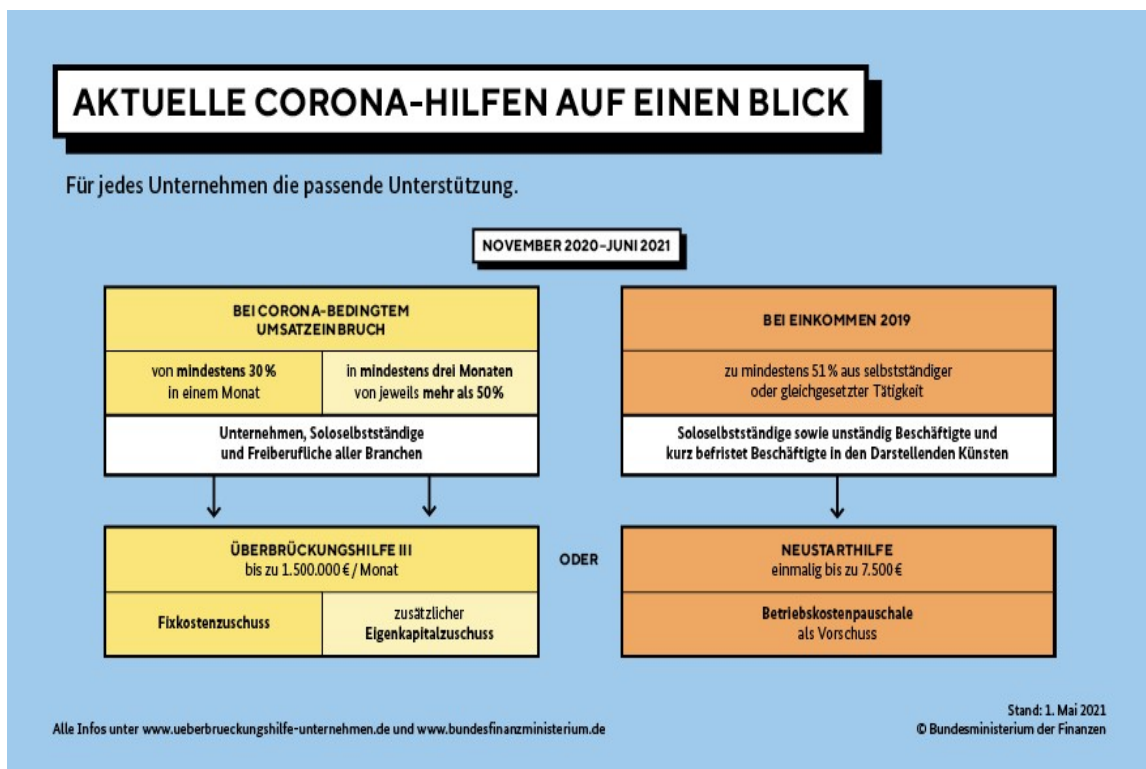 AKTUELLE CORONA-HILFEN AUF EINEN BLICK
Für jedes Unternehmen die passende Unterstützung.
NOVEMBER 2020–JUNI 2021
BEI CORONA-BEDINGTEM
UMSATZEINBRUCH
von mindestens 30 %
in einem Monat
in mindestens drei Monaten
von jeweils mehr als 50 %
Unternehmen, Soloselbstständige
und Freiberufliche aller Branchen
ÜBERBRÜCKUNGSHILFE III
bis zu 1.500.000 € / Monat
Fixkostenzuschuss
zusätzlicher
Eigenkapitalzuschuss
ODER
BEI EINKOMMEN 2019
zu mindestens 51 % aus selbstständiger
oder gleichgesetzter Tätigkeit
Soloselbstständige sowie unständig Beschäftigte und
kurz befristet Beschäftigte in den Darstellenden Künsten
NEUSTARTHILFE
einmalig bis zu 7.500 €
Betriebskostenpauschale
als Vorschuss
Alle Infos unter www.ueberbrueckungshilfe-unternehmen.de und www.bundesfinanzministerium.de
Stand: 1. Mai 2021
© Bundesministerium der Finanzen